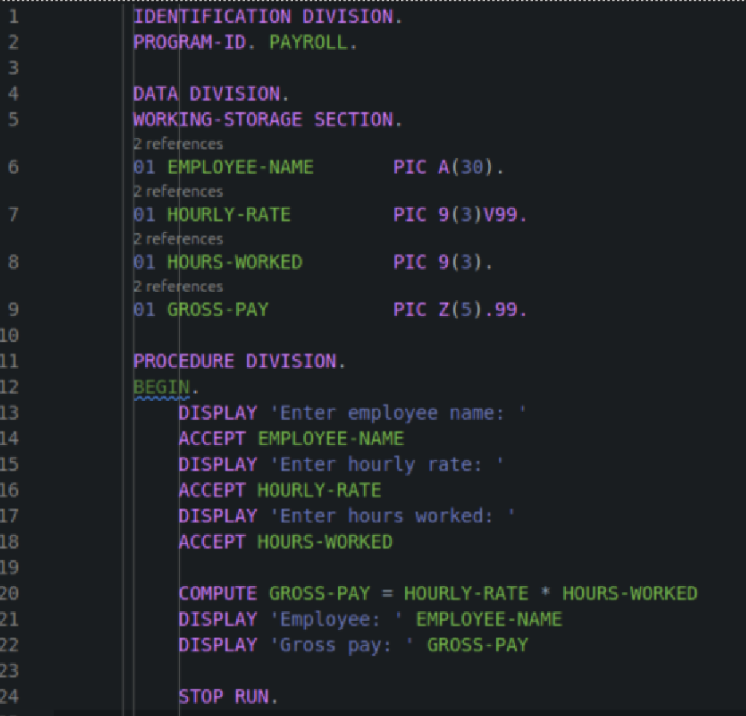 1 IDENTIFICATION DIVISION.
2 PROGRAM-ID. PAYROLL.
3
4 DATA DIVISION.
5 WORKING-STORAGE SECTION.
2 references
6 01 EMPLOYEE-NAME PIC A(30).
2 references
7 01 HOURLY-RATE PIC 9(3)V99.
2 references
8 01 HOURS-WORKED PIC 9(3).
2 references
9 01 GROSS-PAY PIC Z(5).99.
10
11 PROCEDURE DIVISION.
12 BEGIN.
13 DISPLAY 'Enter employee name: '
14 ACCEPT EMPLOYEE-NAME
15 DISPLAY 'Enter hourly rate: '
16 ACCEPT HOURLY-RATE
17 DISPLAY 'Enter hours worked: '
18 ACCEPT HOURS-WORKED
19
20 COMPUTE GROSS-PAY = HOURLY-RATE * HOURS-WORKED
21 DISPLAY 'Employee: ' EMPLOYEE-NAME
22 DISPLAY 'Gross pay: ' GROSS-PAY
23
24 STOP RUN.